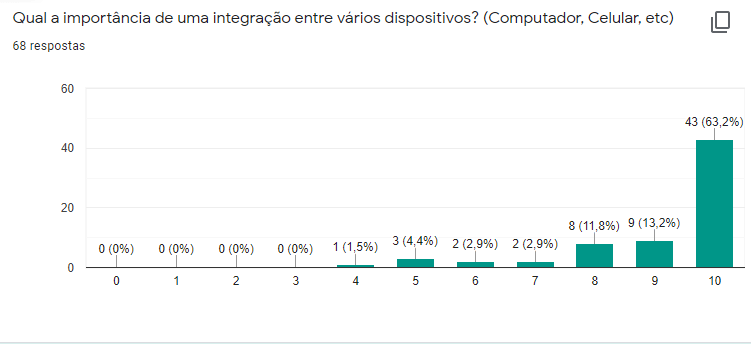 Qual a importância de uma integração entre vários dispositivos? (Computador, Celular, etc)
68 respostas
60
40
20
0
0 (0%) 0 (0%) 0 (0%) 0 (0%) 1 (1,5%) 3 (4,4%) 2 (2,9%) 2 (2,9%) 8 (11,8%) 9 (13,2%) 43 (63,2%)
0 1 2 3 4 5 6 7 8 9 10